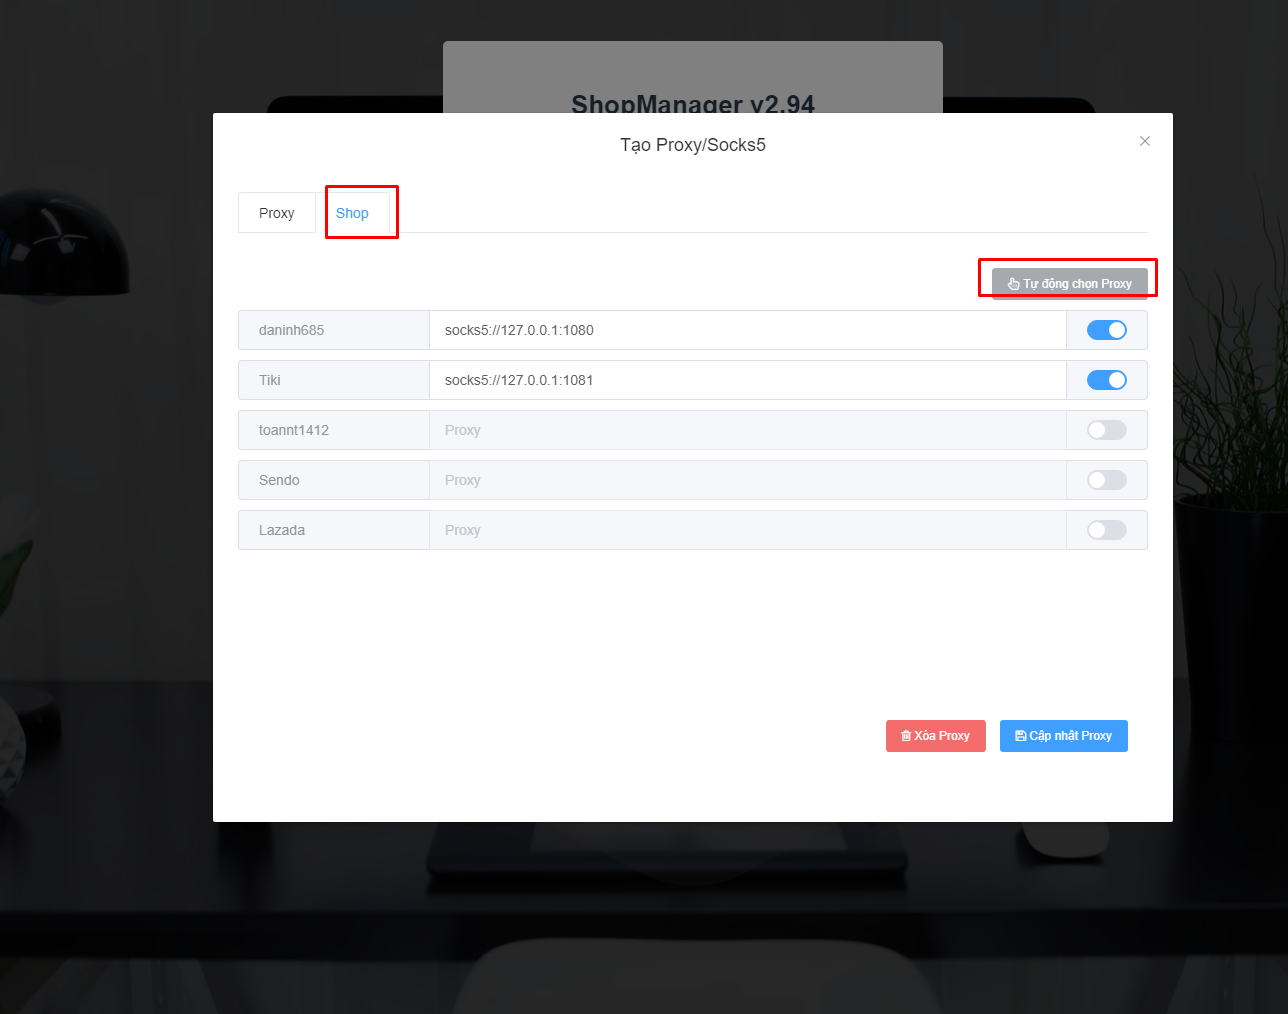 ShopManager v2.94
Tạo Proxy/Socks5
Proxy
Shop
Tự động chọn Proxy
daninh685
socks5://127.0.0.1:1080
Tiki
socks5://127.0.0.1:1081
toannt1412
Proxy
Sendo
Proxy
Lazada
Proxy
Xóa Proxy
Cập nhật Proxy